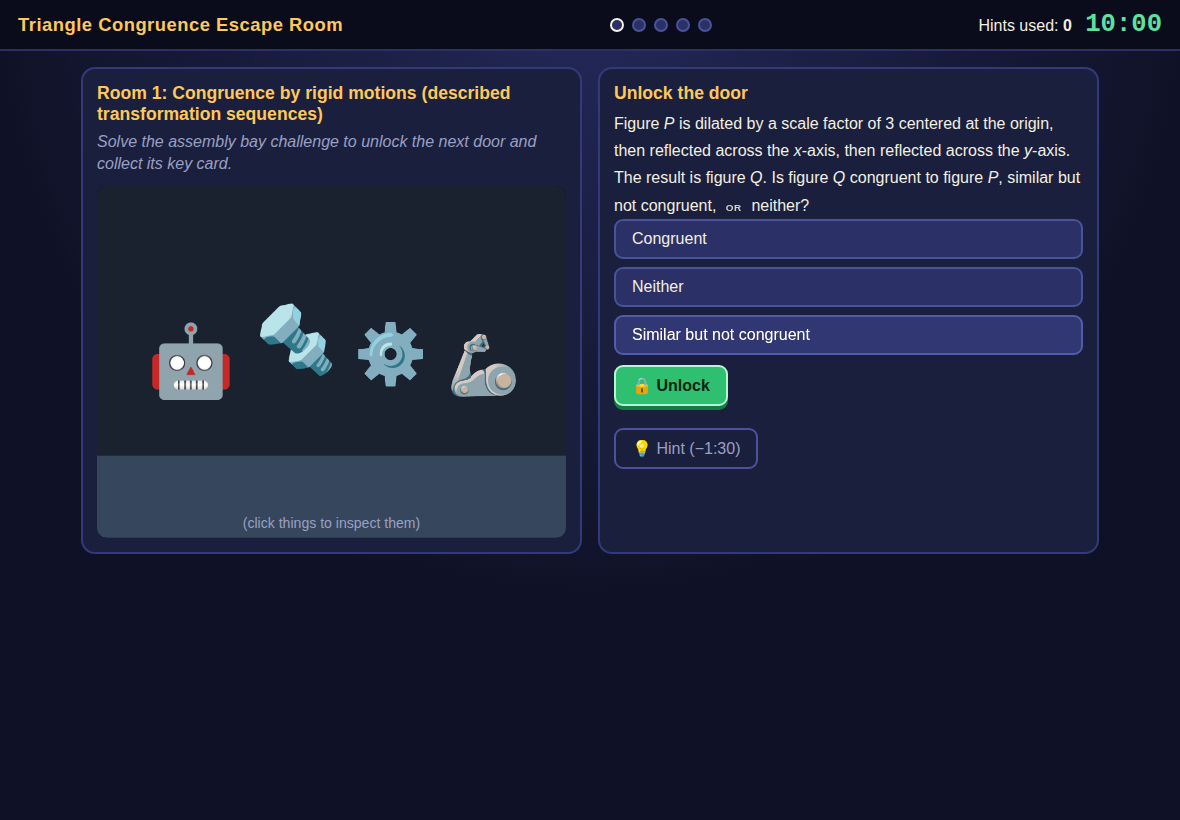 Triangle Congruence Escape Room
Hints used: 0 10:00
Room 1: Congruence by rigid motions (described
transformation sequences)
Solve the assembly bay challenge to unlock the next door and
collect its key card.
(click things to inspect them)
Unlock the door
Figure P is dilated by a scale factor of 3 centered at the origin,
then reflected across the x-axis, then reflected across the y-axis.
The result is figure Q. Is figure Q congruent to figure P, similar but
not congruent, OR neither?
Congruent
Neither
Similar but not congruent
🔒 Unlock
💡 Hint (−1:30)